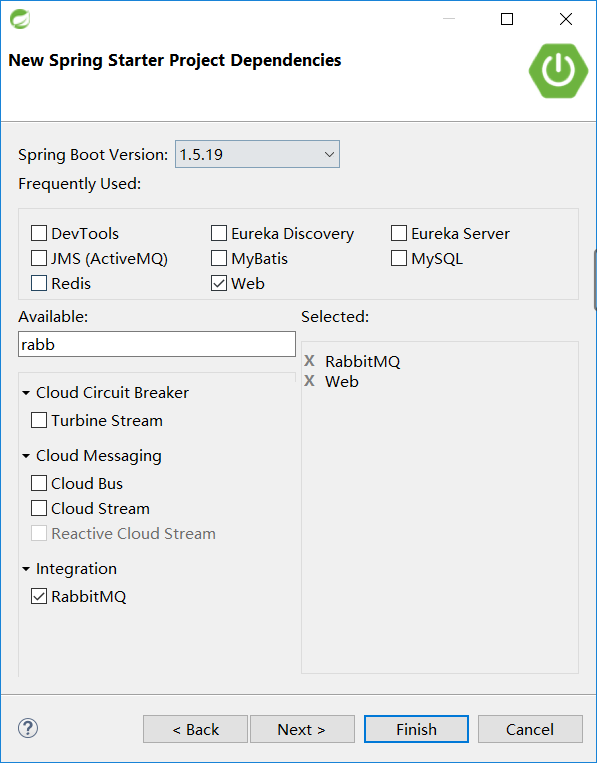 New Spring Starter Project Dependencies
Spring Boot Version: 1.5.19
Frequently Used:
DevTools Eureka Discovery Eureka Server
JMS (ActiveMQ) MyBatis MySQL
Redis Web
Available: Selected:
rabb
X RabbitMQ
X Web
Cloud Circuit Breaker
Turbine Stream
Cloud Messaging
Cloud Bus
Cloud Stream
Reactive Cloud Stream
Integration
RabbitMQ
? < Back Next > Finish Cancel